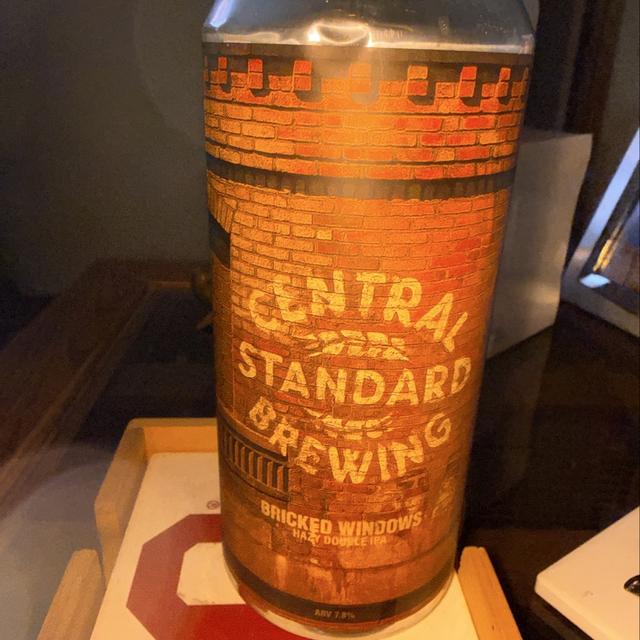 CENTRAL
STANDARD
BREWING
BRICKED WINDOWS
HAZY DOUBLE IPA
ABV 7.8%